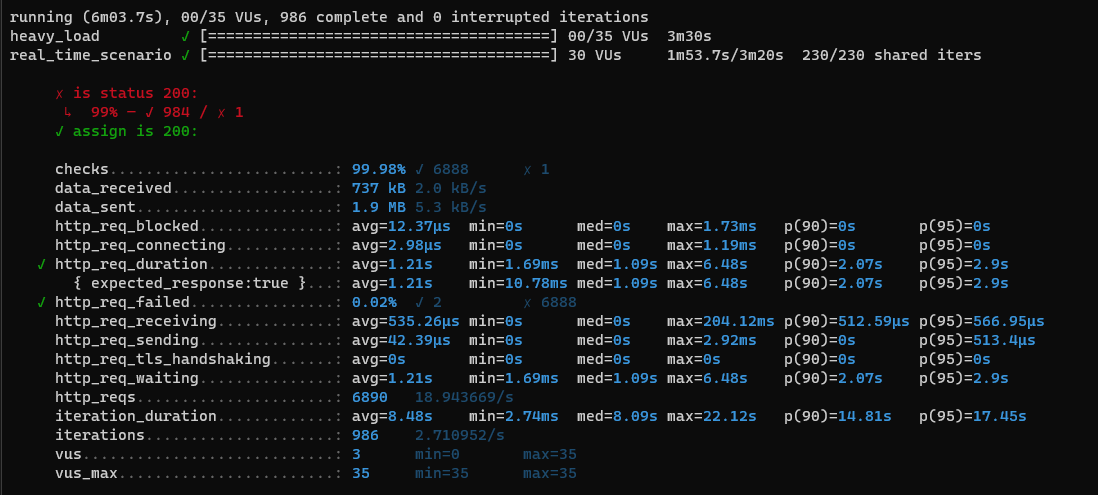 running (6m03.7s), 00/35 VUs, 986 complete and 0 interrupted iterations
heavy_load         ✓ [======================================] 00/35 VUs  3m30s
real_time_scenario ✓ [======================================] 30 VUs     1m53.7s/3m20s  230/230 shared iters
✗ is status 200:
↳  99% — ✓ 984 / ✗ 1
✓ assign is 200:
checks.........................: 99.98% ✓ 6888      ✗ 1
data_received..................: 737 kB 2.0 kB/s
data_sent......................: 1.9 MB 5.3 kB/s
http_req_blocked...............: avg=12.37µs  min=0s      med=0s    max=1.73ms   p(90)=0s       p(95)=0s
http_req_connecting............: avg=2.98µs   min=0s      med=0s    max=1.19ms   p(90)=0s       p(95)=0s
✓ http_req_duration..............: avg=1.21s    min=1.69ms  med=1.09s max=6.48s    p(90)=2.07s    p(95)=2.9s
{ expected_response:true }...: avg=1.21s    min=10.78ms med=1.09s max=6.48s    p(90)=2.07s    p(95)=2.9s
✓ http_req_failed................: 0.02%  ✓ 2         ✗ 6888
http_req_receiving.............: avg=535.26µs min=0s      med=0s    max=204.12ms p(90)=512.59µs p(95)=566.95µs
http_req_sending...............: avg=42.39µs  min=0s      med=0s    max=2.92ms   p(90)=0s       p(95)=513.4µs
http_req_tls_handshaking.......: avg=0s       min=0s      med=0s    max=0s       p(90)=0s       p(95)=0s
http_req_waiting...............: avg=1.21s    min=1.69ms  med=1.09s max=6.48s    p(90)=2.07s    p(95)=2.9s
http_reqs......................: 6890   18.943669/s
iteration_duration.............: avg=8.48s    min=2.74ms  med=8.09s max=22.12s   p(90)=14.81s   p(95)=17.45s
iterations.....................: 986    2.710952/s
vus............................: 3      min=0       max=35
vus_max........................: 35     min=35      max=35